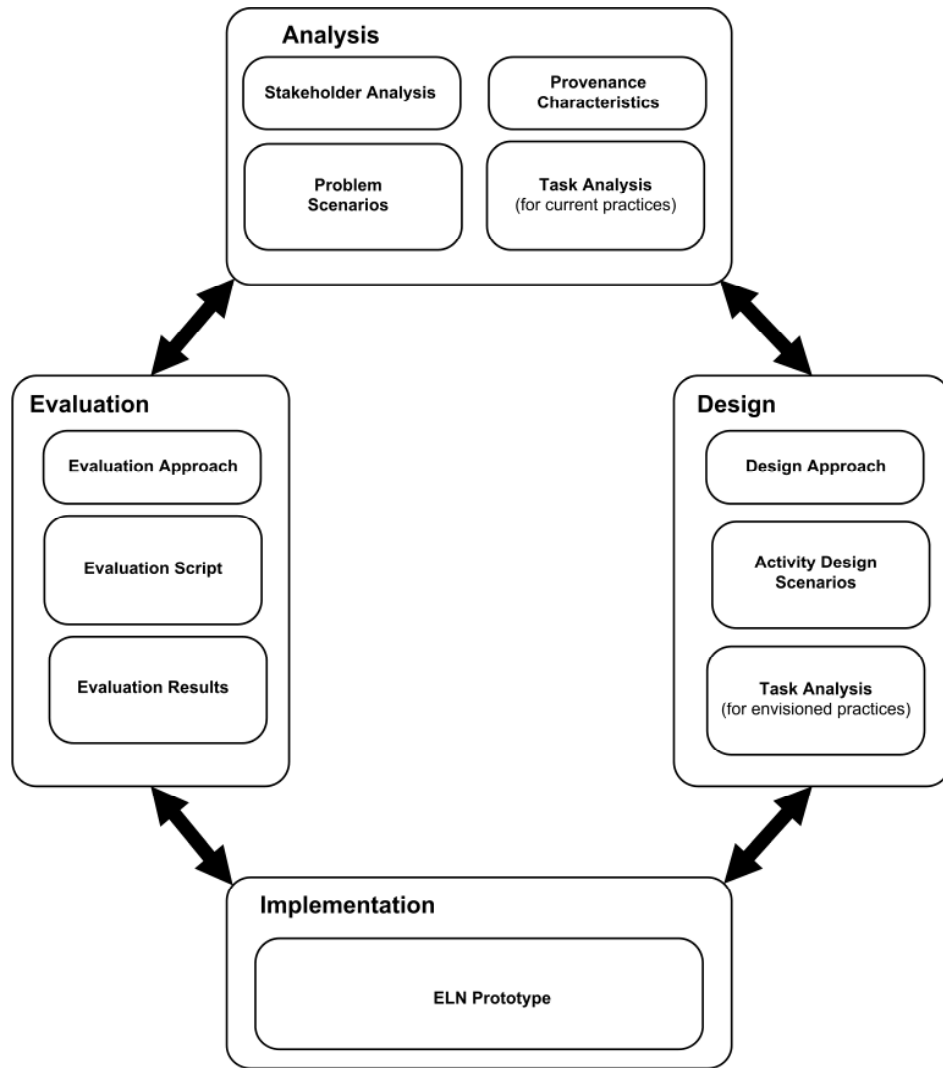 Analysis
Stakeholder Analysis
Provenance
Characteristics
Problem
Scenarios
Task Analysis
(for current practices)
Evaluation
Evaluation Approach
Evaluation Script
Evaluation Results
Design
Design Approach
Activity Design
Scenarios
Task Analysis
(for envisioned practices)
Implementation
ELN Prototype